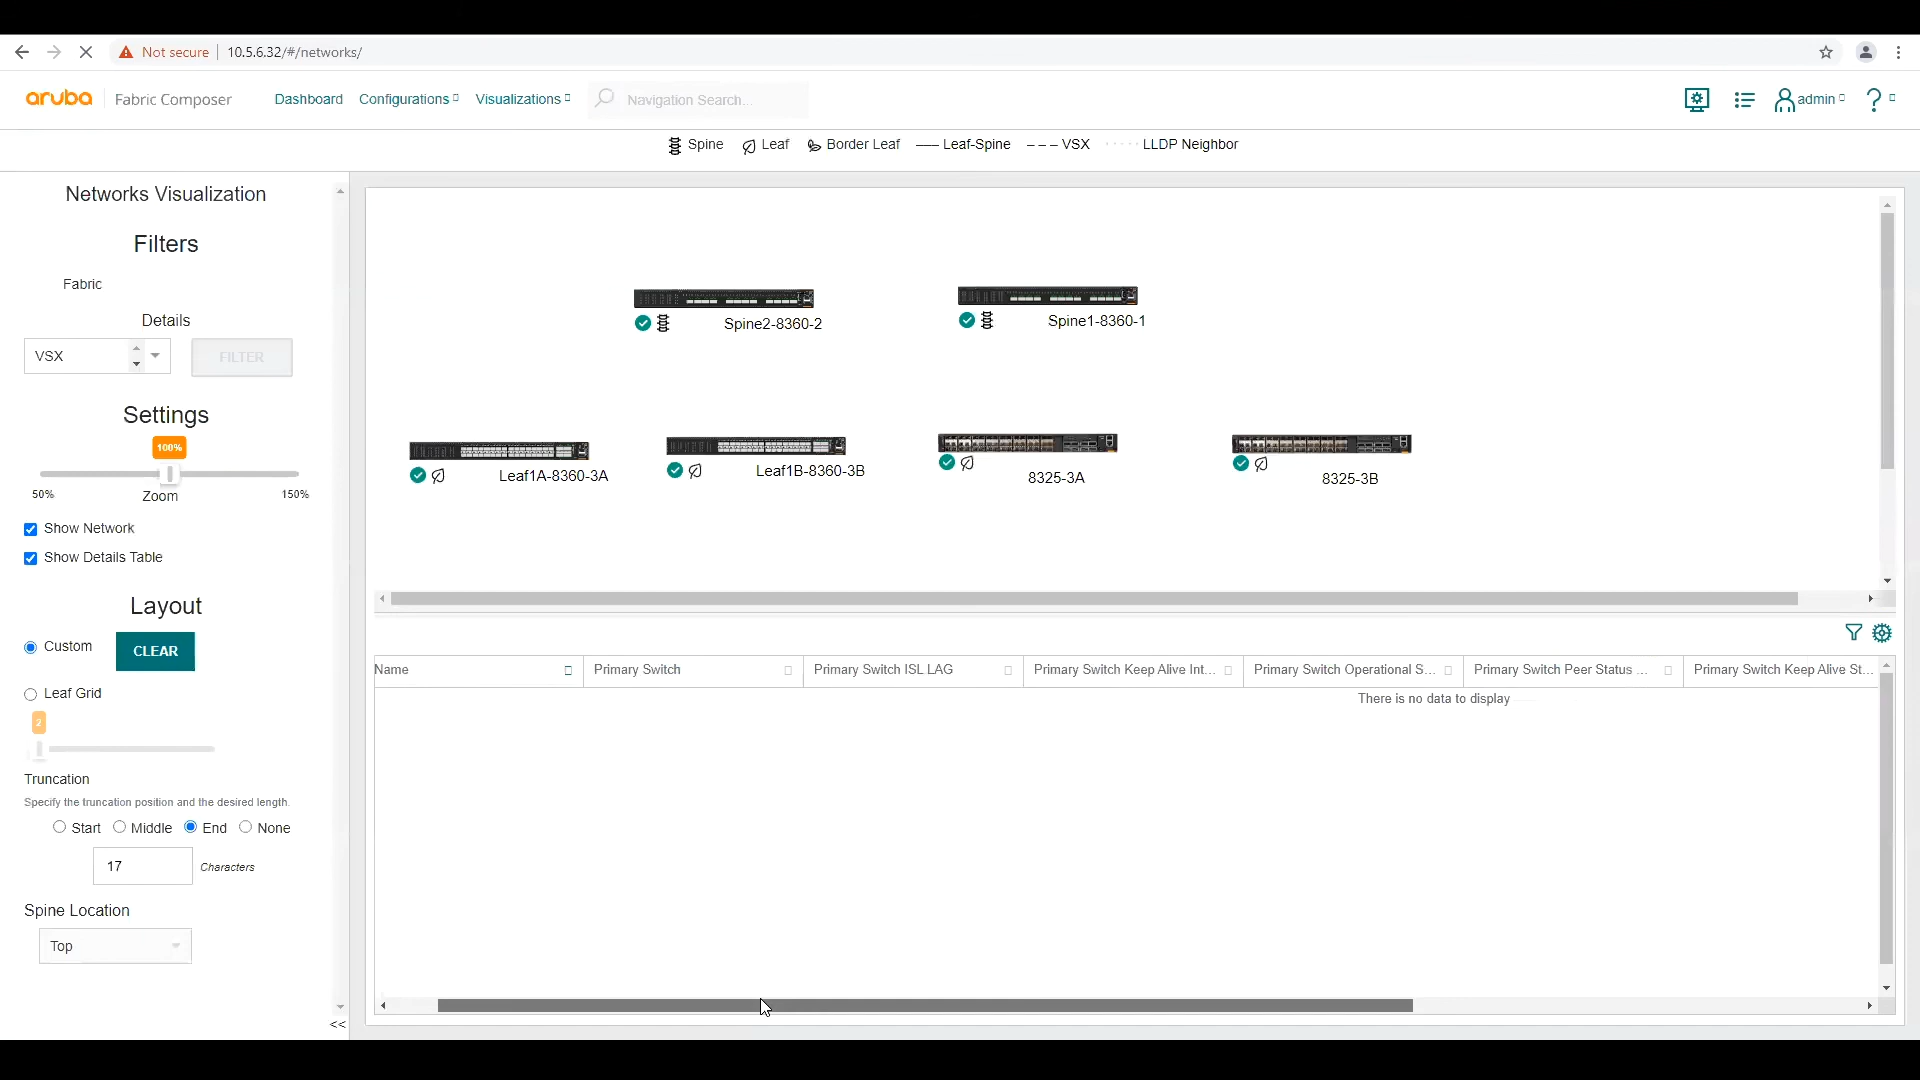 Not secure 10.5.6.32/#/networks/
aruba Fabric Composer Dashboard Configurations Visualizations Navigation Search... admin
Spine Leaf Border Leaf Leaf-Spine VSX LLDP Neighbor
Networks Visualization
Filters
Fabric
Details
VSX FILTER
Settings
100%
50% Zoom 150%
Show Network
Show Details Table
Layout
Custom CLEAR
Leaf Grid
2
Truncation
Specify the truncation position and the desired length.
Start Middle End None
17 Characters
Spine Location
Top
<<
Spine2-8360-2 Spine1-8360-1
Leaf1A-8360-3A Leaf1B-8360-3B 8325-3A 8325-3B
Name Primary Switch Primary Switch ISL LAG Primary Switch Keep Alive Int... Primary Switch Operational S... Primary Switch Peer Status ... Primary Switch Keep Alive St...
There is no data to display